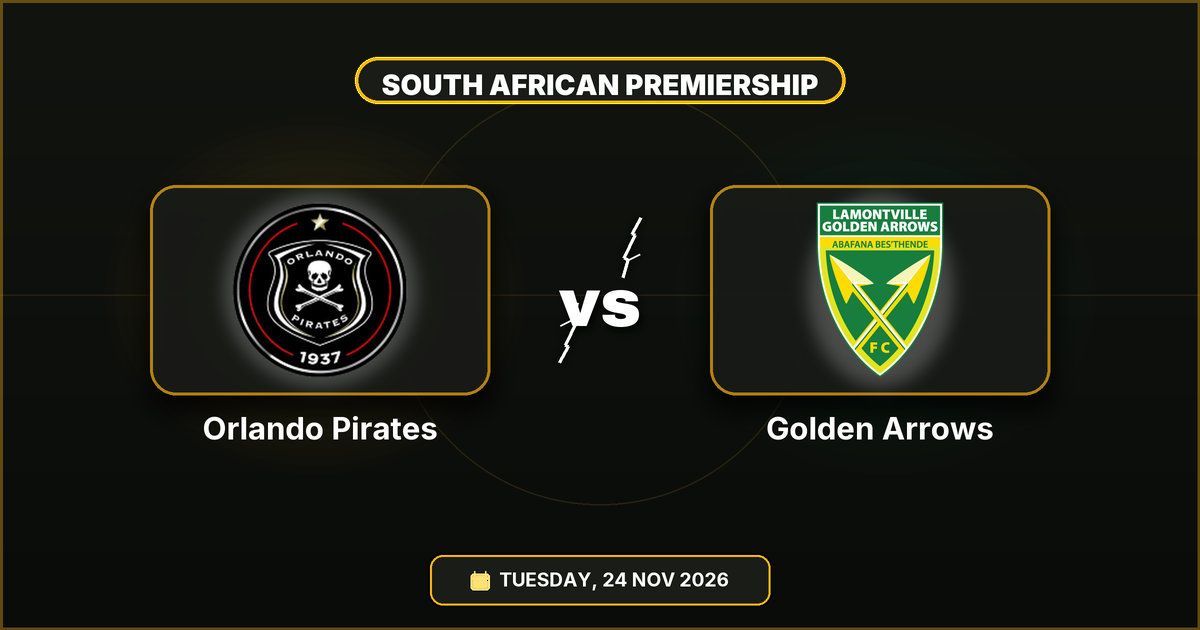 SOUTH AFRICAN PREMIERSHIP
ORLANDO
PIRATES
1937
vs
LAMONTVILLE
GOLDEN ARROWS
ABAFANA BES'THENDE
FC
Orlando Pirates
Golden Arrows
TUESDAY, 24 NOV 2026